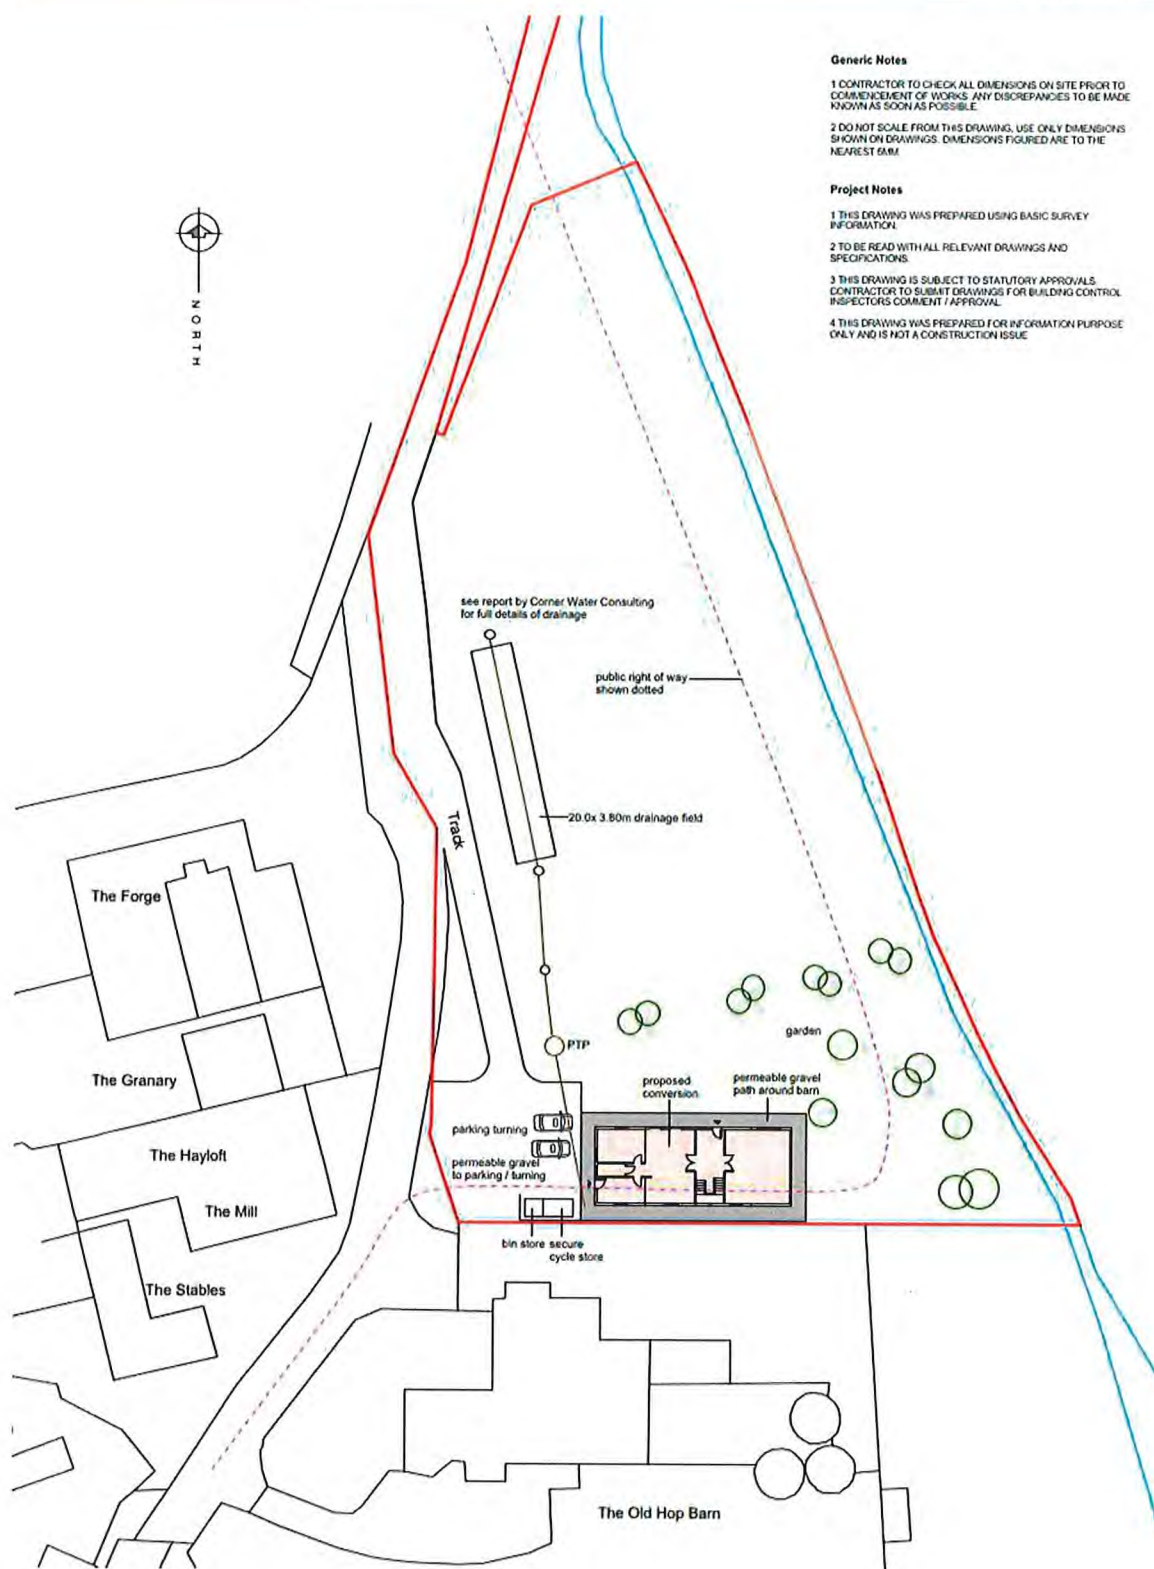 Generic Notes
1 CONTRACTOR TO CHECK ALL DIMENSIONS ON SITE PRIOR TO
COMMENCEMENT OF WORKS. ANY DISCREPANCIES TO BE MADE
KNOWN AS SOON AS POSSIBLE
2 DO NOT SCALE FROM THIS DRAWING, USE ONLY DIMENSIONS
SHOWN ON DRAWINGS. DIMENSIONS FIGURED ARE TO THE
NEAREST 5MM
Project Notes
1 THIS DRAWING WAS PREPARED USING BASIC SURVEY
INFORMATION.
2 TO BE READ WITH ALL RELEVANT DRAWINGS AND
SPECIFICATIONS
3 THIS DRAWING IS SUBJECT TO STATUTORY APPROVALS.
CONTRACTOR TO SUBMIT DRAWINGS FOR BUILDING CONTROL
INSPECTORS COMMENT / APPROVAL
4 THIS DRAWING WAS PREPARED FOR INFORMATION PURPOSE
ONLY AND IS NOT A CONSTRUCTION ISSUE
NORTH
see report by Corner Water Consulting
for full details of drainage
public right of way
shown dotted
20.0x 3.80m drainage field
Track
The Forge
garden
PTP
The Granary
proposed
conversion
permeable gravel
path around barn
parking turning
The Hayloft
permeable gravel
to parking / turning
The Mill
bin store
secure
cycle store
The Stables
The Old Hop Barn